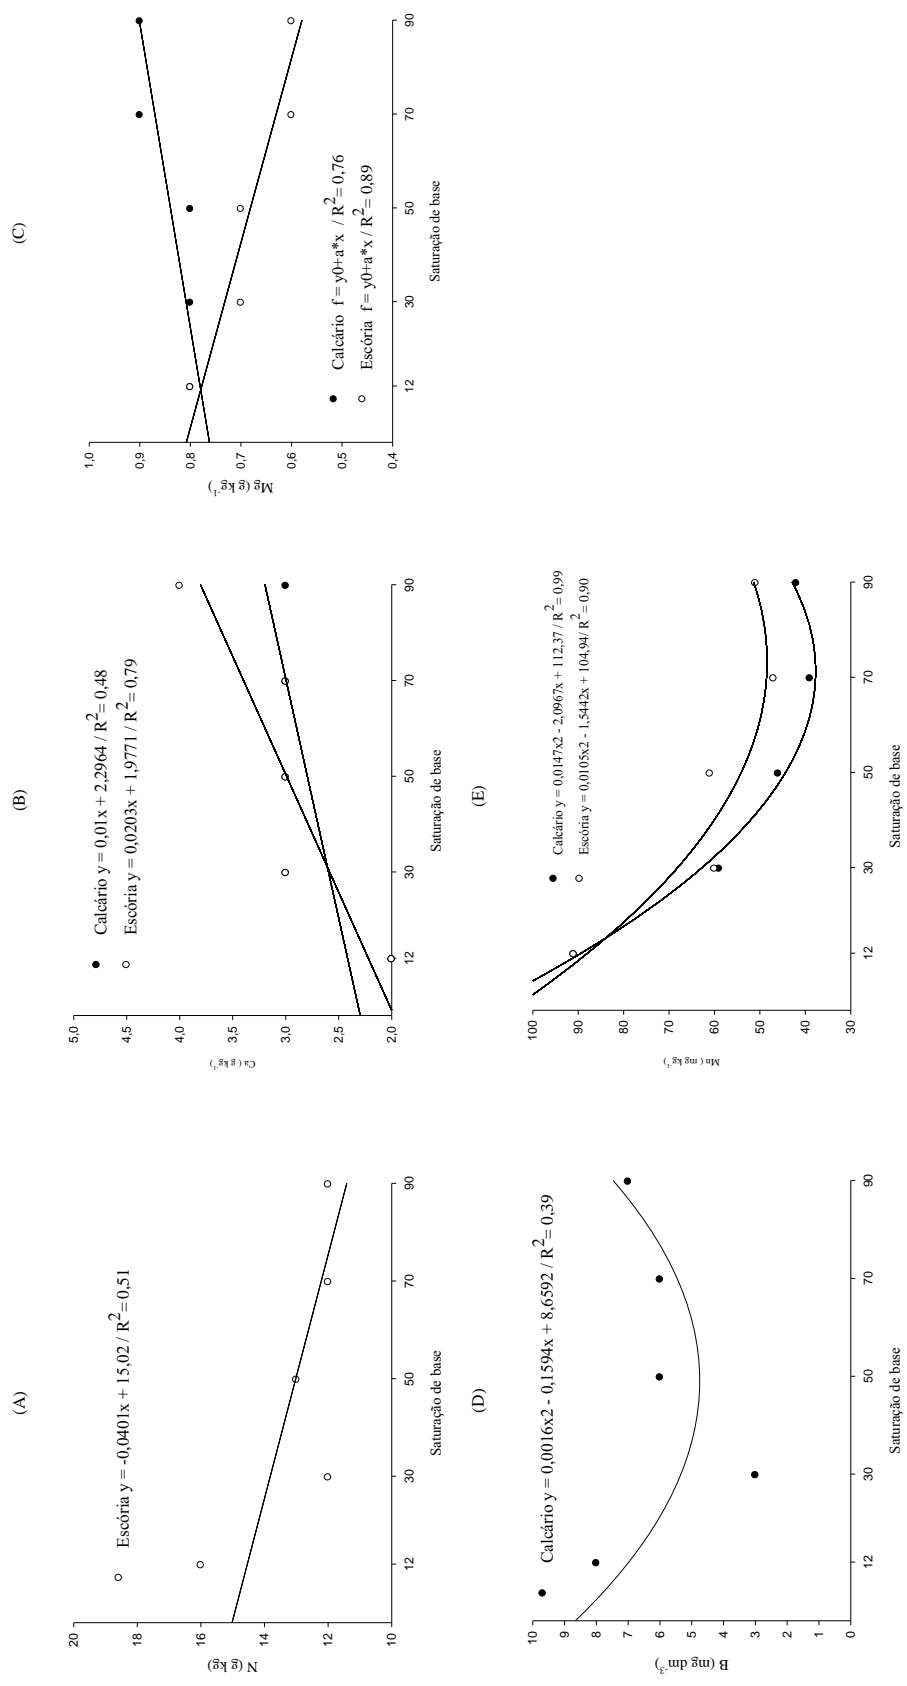 (A)
Escória y = -0,0401x + 15,02 / R2= 0,51
N (g kg)
20
18
16
14
12
10
12 30 50 70 90
Saturação de base
(B)
Calcário y = 0,01x + 2,2964 / R2= 0,48
Escória y = 0,0203x + 1,9771 / R2= 0,79
Ca ( g kg-1)
5,0
4,5
4,0
3,5
3,0
2,5
2,0
12 30 50 70 90
Saturação de base
(C)
Mg ( g kg-1)
1,0
0,9
0,8
0,7
0,6
0,5
0,4
Calcário f = y0+a*x / R2= 0,76
Escória f = y0+a*x / R2= 0,89
12 30 50 70 90
Saturação de base
(D)
Calcário y = 0,0016x2 - 0,1594x + 8,6592 / R2= 0,39
B (mg dm-3)
10
9
8
7
6
5
4
3
2
1
0
12 30 50 70 90
Saturação de base
(E)
Calcário y = 0,0147x2 - 2,0967x + 112,37 / R2= 0,99
Escória y = 0,0105x2 - 1,5442x + 104,94/ R2= 0,90
Mn ( mg kg-1)
100
90
80
70
60
50
40
30
12 30 50 70 90
Saturação de base